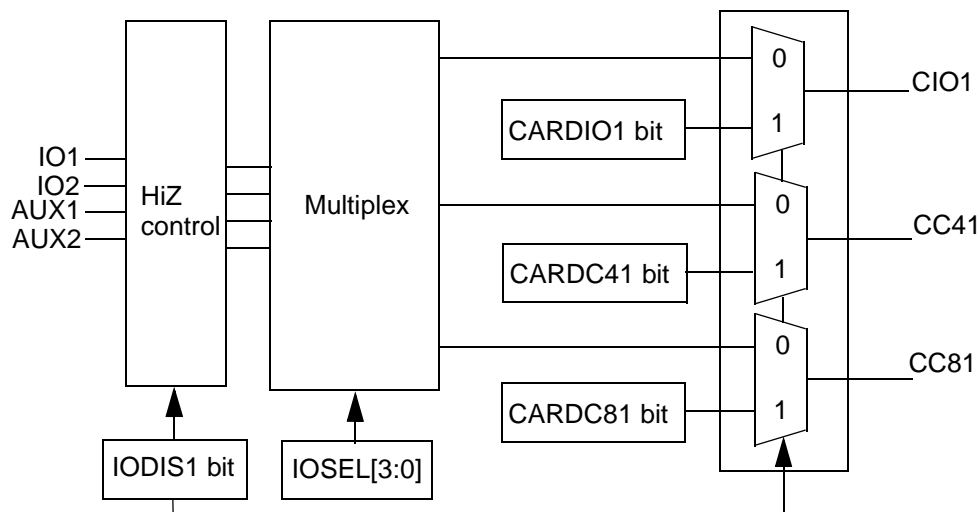 0
CIO1
CARDIO1 bit
1
IO1
IO2
AUX1
AUX2
HiZ
control
Multiplex
0
CC41
CARDC41 bit
1
0
CC81
CARDC81 bit
1
IODIS1 bit
IOSEL[3:0]